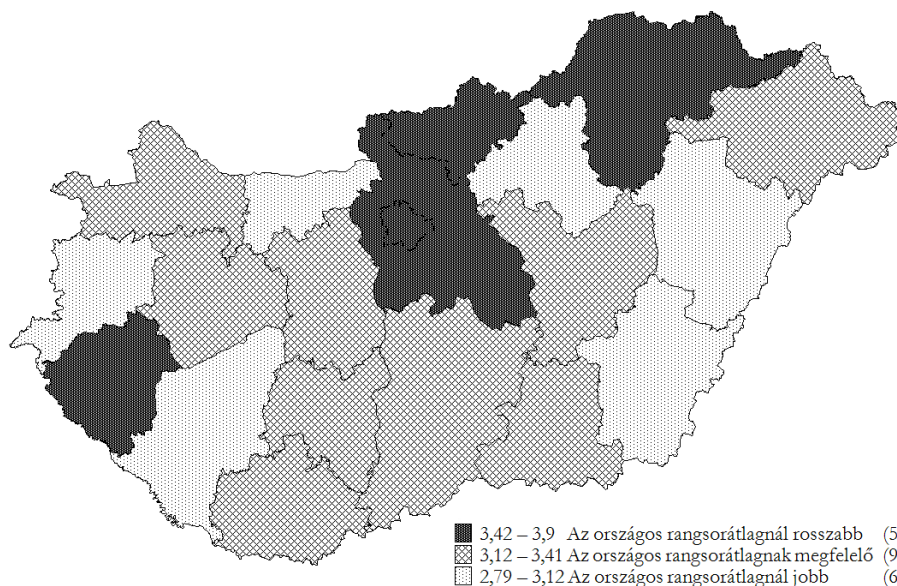 3,42 – 3,9 Az országos rangsorátlagnál rosszabb (5
3,12 – 3,41 Az országos rangsorátlagnak megfelelő (9
2,79 – 3,12 Az országos rangsorátlagnál jobb (6